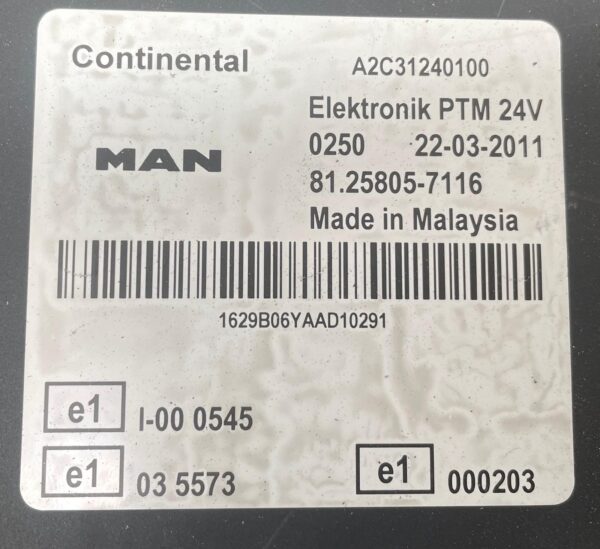 Continental A2C31240100
Elektronik PTM 24V
MAN 0250 22-03-2011
81.25805-7116
Made in Malaysia
1629B06YAAD10291
e1 I-00 0545
e1 03 5573 e1 000203